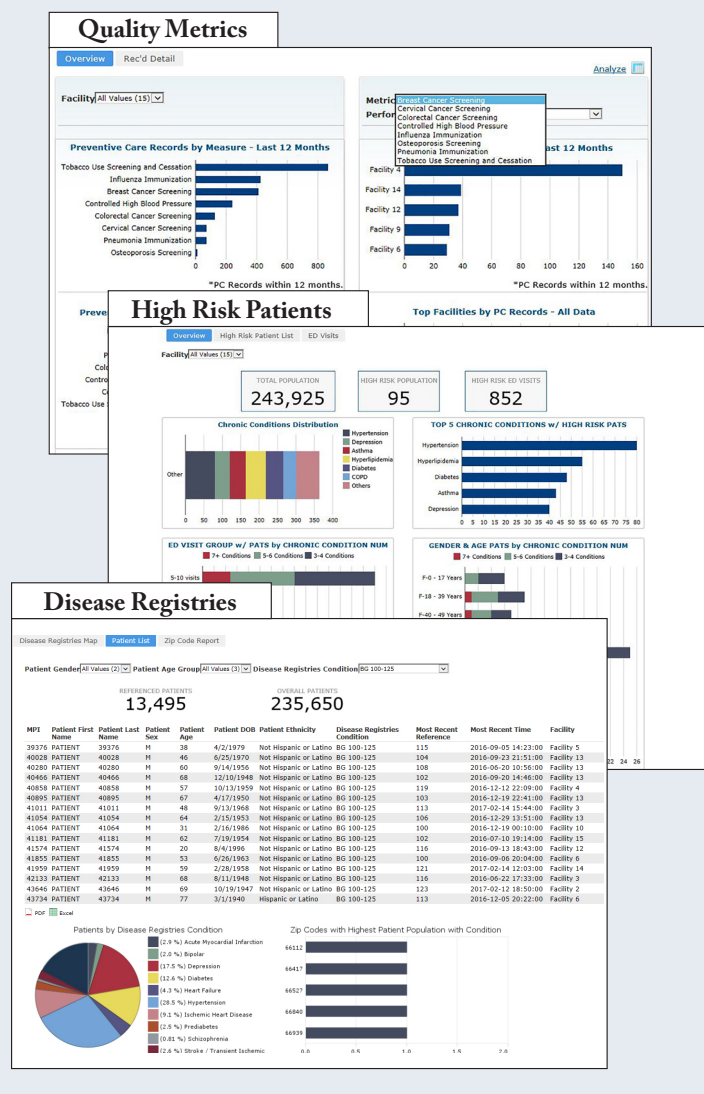 Quality Metrics
Overview Rec'd Detail
Analyze
Facility All Values (15)
Metric Breast Cancer Screening
Cervical Cancer Screening
Colorectal Cancer Screening
Controlled High Blood Pressure
Influenza Immunization
Osteoporosis Screening
Pneumonia Immunization
Tobacco Use Screening and Cessation
Perfor
Preventive Care Records by Measure - Last 12 Months
Tobacco Use Screening and Cessation
Influenza Immunization
Breast Cancer Screening
Controlled High Blood Pressure
Colorectal Cancer Screening
Cervical Cancer Screening
Pneumonia Immunization
Osteoporosis Screening
0 200 400 600 800
*PC Records within 12 months.
ast 12 Months
Facility 4
Facility 14
Facility 12
Facility 9
Facility 6
0 20 40 60 80 100 120 140 160
*PC Records within 12 months.
Preve
Top Facilities by PC Records - All Data
P
Colo
Contro
Ce
Tobacco Use
High Risk Patients
Overview High Risk Patient List ED Visits
Facility All Values (15)
TOTAL POPULATION
243,925
HIGH RISK POPULATION
95
HIGH RISK ED VISITS
852
Chronic Conditions Distribution
Other
Hypertension
Depression
Asthma
Hyperlipidemia
Diabetes
COPD
Others
0 50 100 150 200 250 300 350 400
TOP 5 CHRONIC CONDITIONS w/ HIGH RISK PATS
Hypertension
Hyperlipidemia
Diabetes
Asthma
Depression
0 5 10 15 20 25 30 35 40 45 50 55 60 65 70 75 80
ED VISIT GROUP w/ PATS by CHRONIC CONDITION NUM
7+ Conditions 5-6 Conditions 3-4 Conditions
5-10 visits
GENDER & AGE PATS by CHRONIC CONDITION NUM
7+ Conditions 5-6 Conditions 3-4 Conditions
F-0 - 17 Years
F-18 - 39 Years
F-40 - 49 Years
22 24 26
Disease Registries
Disease Registries Map Patient List Zip Code Report
Patient Gender All Values (2) Patient Age Group All Values (3) Disease Registries Condition BG 100-125
REFERENCED PATIENTS
13,495
OVERALL PATIENTS
235,650
MPI Patient First Name Patient Last Name Patient Sex Patient Age Patient DOB Patient Ethnicity Disease Registries Condition Most Recent Reference Most Recent Time Facility
39376 PATIENT 39376 M 38 4/2/1979 Not Hispanic or Latino BG 100-125 115 2016-09-05 14:23:00 Facility 5
40028 PATIENT 40028 M 46 6/25/1970 Not Hispanic or Latino BG 100-125 104 2016-09-23 21:51:00 Facility 13
40280 PATIENT 40280 M 60 9/14/1956 Not Hispanic or Latino BG 100-125 108 2016-06-20 10:56:00 Facility 13
40466 PATIENT 40466 M 68 12/10/1948 Not Hispanic or Latino BG 100-125 102 2016-09-20 14:46:00 Facility 13
40858 PATIENT 40858 M 57 10/13/1959 Not Hispanic or Latino BG 100-125 119 2016-12-12 22:09:00 Facility 4
40895 PATIENT 40895 M 67 4/17/1950 Not Hispanic or Latino BG 100-125 103 2016-12-19 22:41:00 Facility 13
41011 PATIENT 41011 M 48 9/13/1968 Not Hispanic or Latino BG 100-125 113 2017-02-14 15:44:00 Facility 3
41054 PATIENT 41054 M 64 2/15/1953 Not Hispanic or Latino BG 100-125 106 2016-12-29 13:51:00 Facility 13
41064 PATIENT 41064 M 31 2/16/1986 Not Hispanic or Latino BG 100-125 100 2016-12-19 00:10:00 Facility 10
41181 PATIENT 41181 M 62 7/19/1954 Not Hispanic or Latino BG 100-125 102 2016-07-10 19:14:00 Facility 15
41574 PATIENT 41574 M 20 8/4/1996 Not Hispanic or Latino BG 100-125 116 2016-09-13 18:43:00 Facility 12
41855 PATIENT 41855 M 53 6/26/1963 Not Hispanic or Latino BG 100-125 100 2016-09-06 20:04:00 Facility 6
41959 PATIENT 41959 M 59 2/28/1958 Not Hispanic or Latino BG 100-125 121 2017-02-14 12:03:00 Facility 14
42133 PATIENT 42133 M 68 8/11/1948 Not Hispanic or Latino BG 100-125 116 2016-06-22 17:33:00 Facility 3
43646 PATIENT 43646 M 69 10/19/1947 Not Hispanic or Latino BG 100-125 123 2017-02-12 18:50:00 Facility 2
43734 PATIENT 43734 M 77 3/1/1940 Hispanic or Latino BG 100-125 113 2016-12-05 20:22:00 Facility 6
PDF Excel
Patients by Disease Registries Condition
(2.9 %) Acute Myocardial Infarction
(2.0 %) Bipolar
(17.5 %) Depression
(12.6 %) Diabetes
(4.3 %) Heart Failure
(28.5 %) Hypertension
(9.1 %) Ischemic Heart Disease
(2.5 %) Prediabetes
(0.81 %) Schizophrenia
(2.6 %) Stroke / Transient Ischemic
Zip Codes with Highest Patient Population with Condition
66112
66417
66527
66840
66939
0.0 0.5 1.0 1.5 2.0